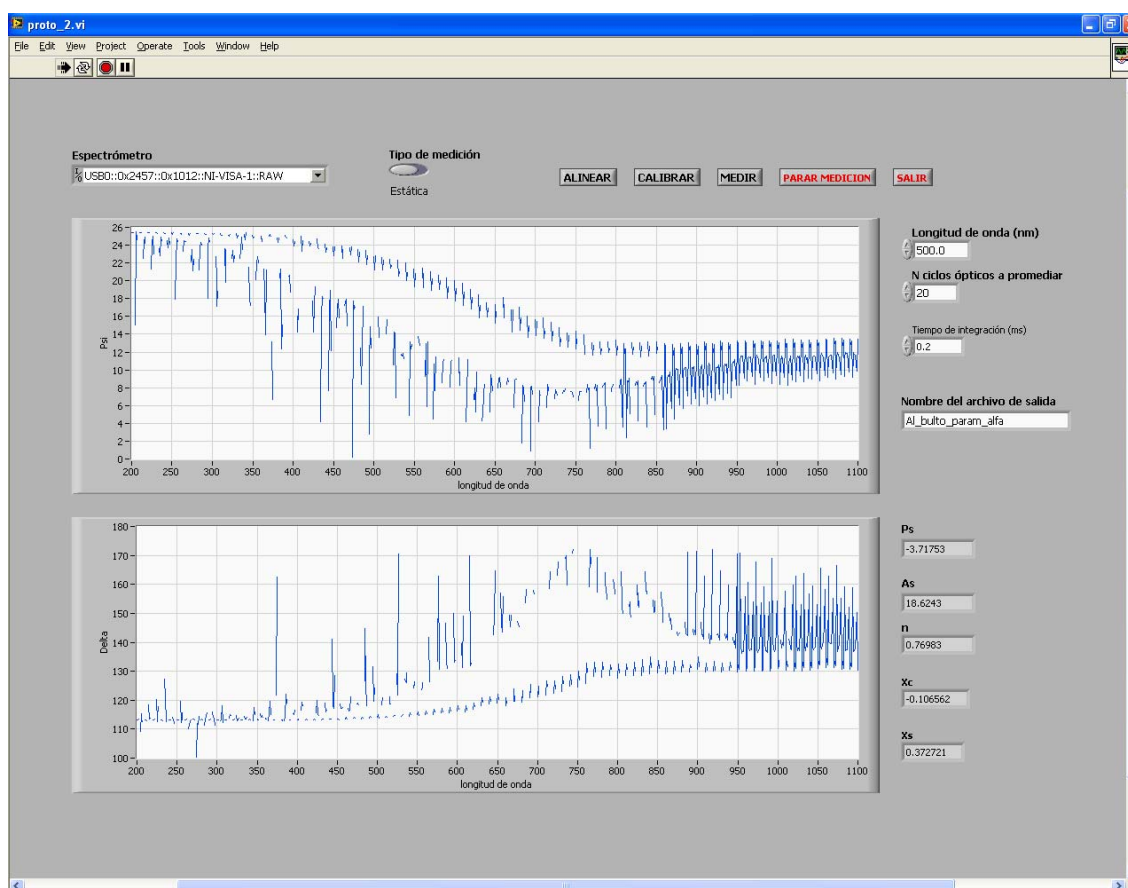 proto_2.vi
File Edit View Project Operate Tools Window Help
Espectrómetro
USB0::0x2457::0x1012::NI-VISA-1::RAW
Tipo de medición
Estática
ALINEAR CALIBRAR MEDIR PARAR MEDICION SALIR
26
24
22
20
18
16
14
12
10
8
6
4
2
0
Psi
200 250 300 350 400 450 500 550 600 650 700 750 800 850 900 950 1000 1050 1100
longitud de onda
Longitud de onda (nm)
500.0
N ciclos ópticos a promediar
20
Tiempo de integración (ms)
0.2
Nombre del archivo de salida
Al_bulto_param_alfa
180
170
160
150
140
130
120
110
100
Delta
200 250 300 350 400 450 500 550 600 650 700 750 800 850 900 950 1000 1050 1100
longitud de onda
Ps
-3.71753
As
18.6243
n
0.76983
Xc
-0.106562
Xs
0.372721